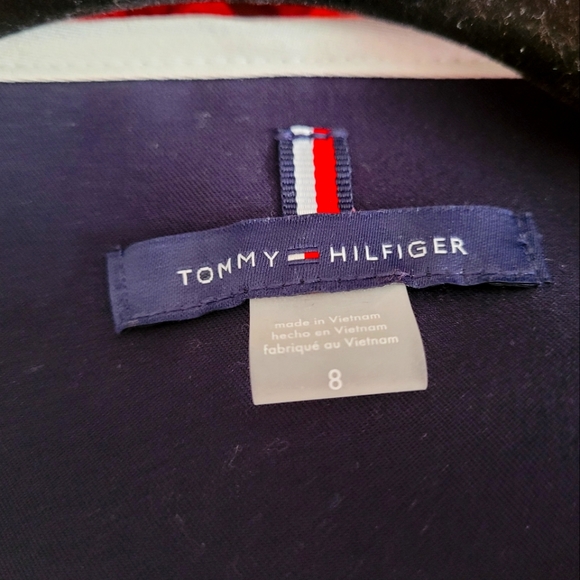 TOMMY HILFIGER
made in Vietnam
hecho en Vietnam
fabriqué au Vietnam
8